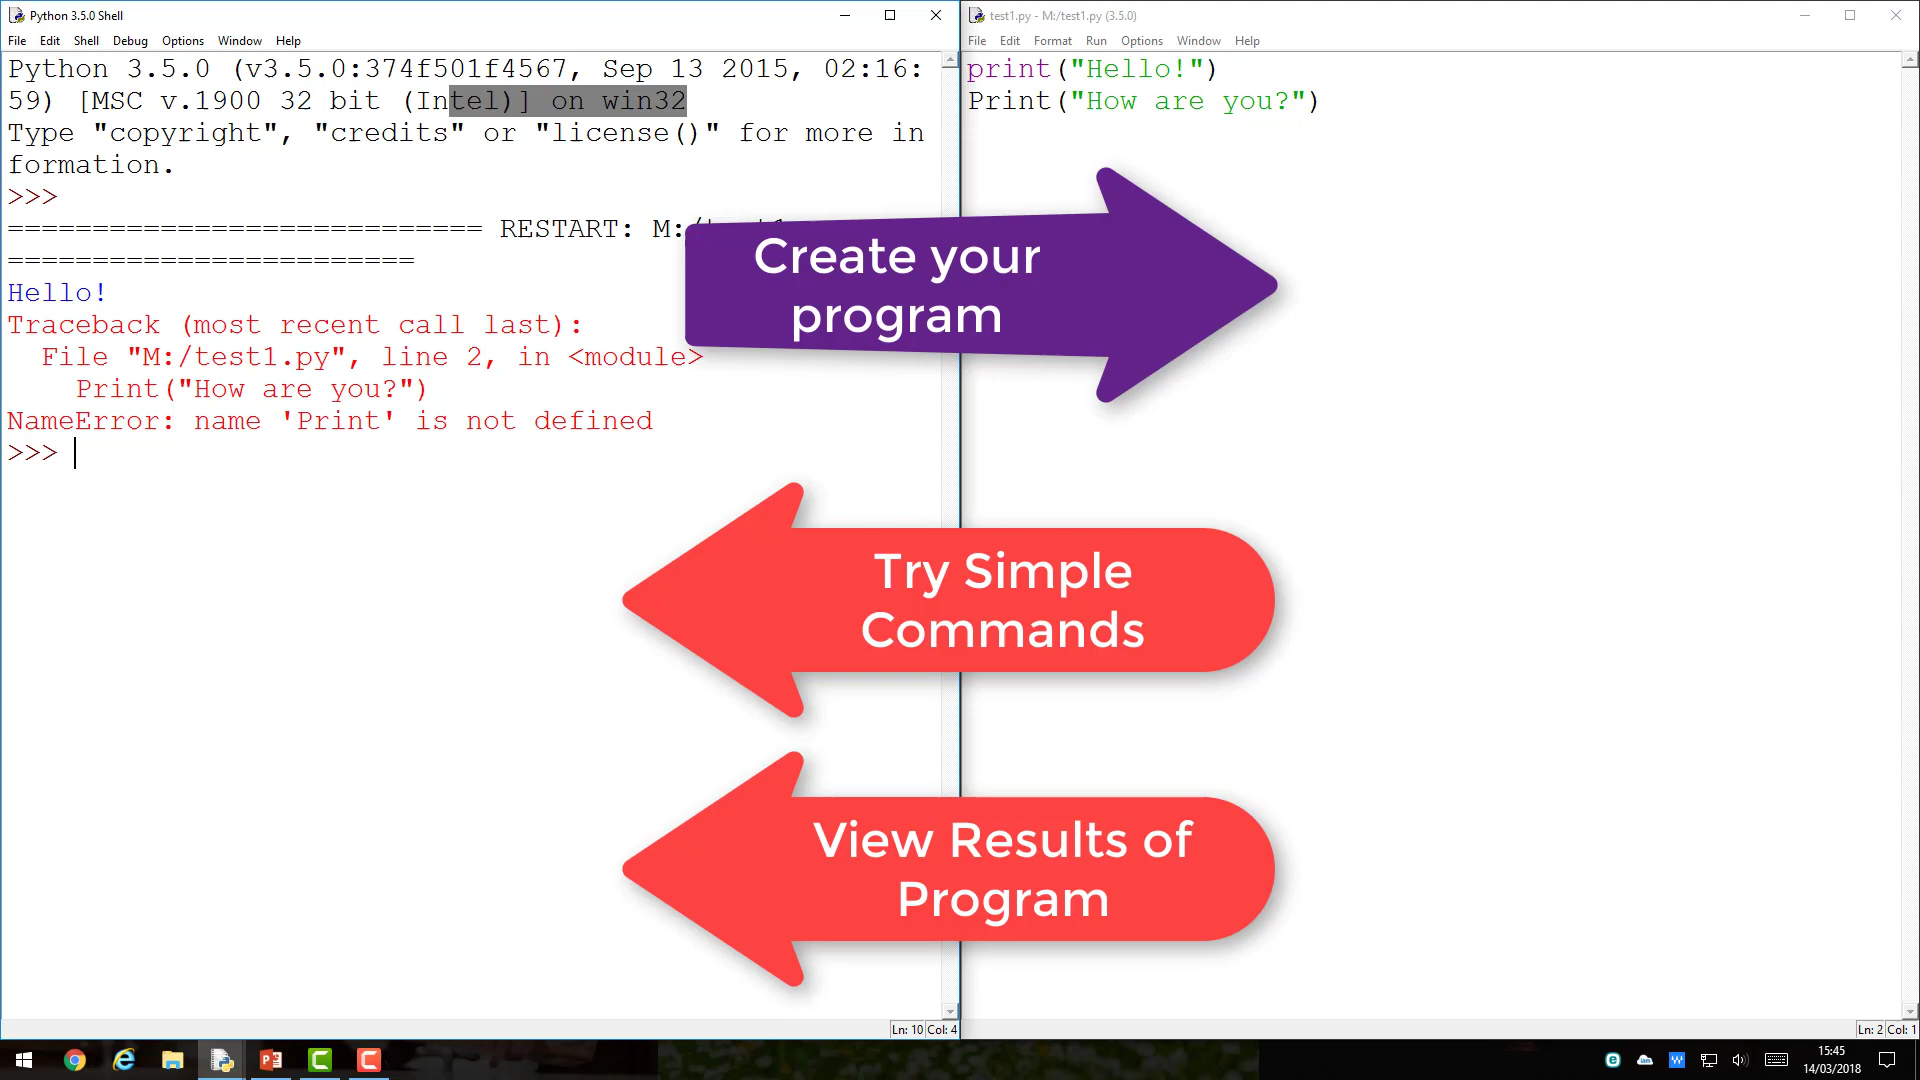 Python 3.5.0 Shell
File Edit Shell Debug Options Window Help
Python 3.5.0 (v3.5.0:374f501f4567, Sep 13 2015, 02:16:
59) [MSC v.1900 32 bit (Intel)] on win32
Type "copyright", "credits" or "license()" for more in
formation.
>>>
============================ RESTART: M:/
========================
Hello!
Traceback (most recent call last):
File "M:/test1.py", line 2, in <module>
Print("How are you?")
NameError: name 'Print' is not defined
>>>
Ln: 10 Col: 4
test1.py - M:/test1.py (3.5.0)
File Edit Format Run Options Window Help
print("Hello!")
Print("How are you?")
Ln: 2 Col: 1
Create your
program
Try Simple
Commands
View Results of
Program
15:45
14/03/2018